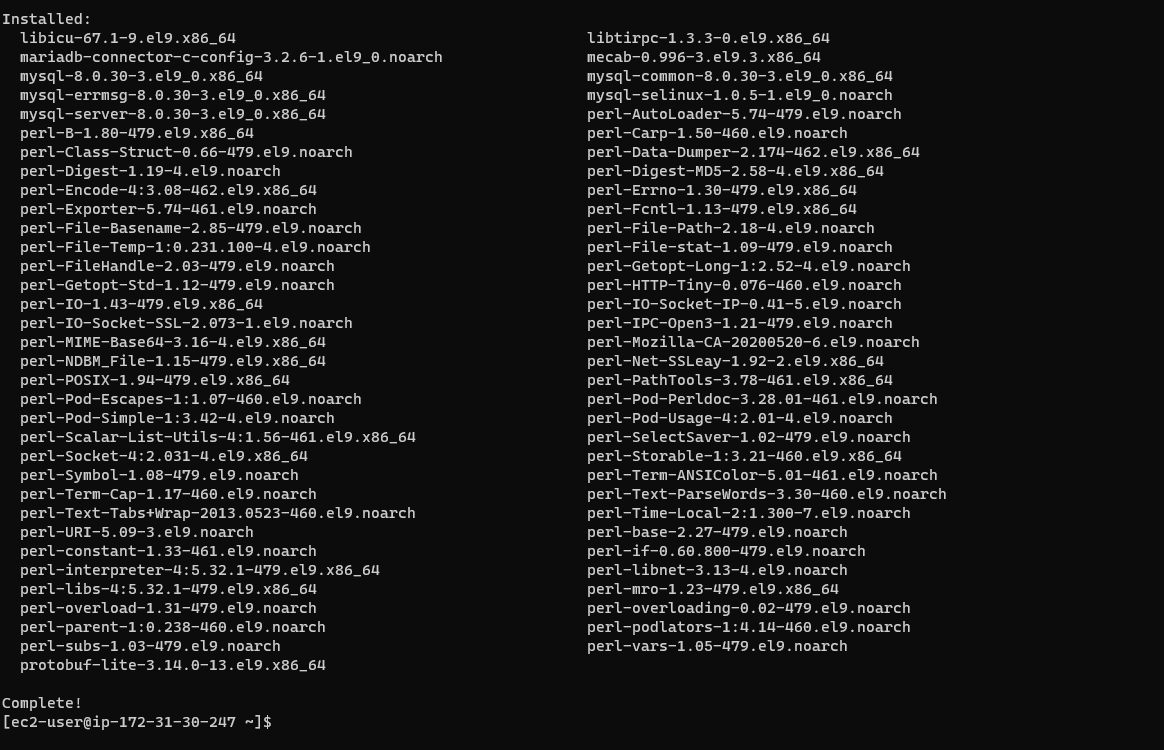 Installed:
libicu-67.1-9.el9.x86_64 libtirpc-1.3.3-0.el9.x86_64
mariadb-connector-c-config-3.2.6-1.el9_0.noarch mecab-0.996-3.el9.3.x86_64
mysql-8.0.30-3.el9_0.x86_64 mysql-common-8.0.30-3.el9_0.x86_64
mysql-errmsg-8.0.30-3.el9_0.x86_64 mysql-selinux-1.0.5-1.el9_0.noarch
mysql-server-8.0.30-3.el9_0.x86_64 perl-AutoLoader-5.74-479.el9.noarch
perl-B-1.80-479.el9.x86_64 perl-Carp-1.50-460.el9.noarch
perl-Class-Struct-0.66-479.el9.noarch perl-Data-Dumper-2.174-462.el9.x86_64
perl-Digest-1.19-4.el9.noarch perl-Digest-MD5-2.58-4.el9.x86_64
perl-Encode-4:3.08-462.el9.x86_64 perl-Errno-1.30-479.el9.x86_64
perl-Exporter-5.74-461.el9.noarch perl-Fcntl-1.13-479.el9.x86_64
perl-File-Basename-2.85-479.el9.noarch perl-File-Path-2.18-4.el9.noarch
perl-File-Temp-1:0.231.100-4.el9.noarch perl-File-stat-1.09-479.el9.noarch
perl-FileHandle-2.03-479.el9.noarch perl-Getopt-Long-1:2.52-4.el9.noarch
perl-Getopt-Std-1.12-479.el9.noarch perl-HTTP-Tiny-0.076-460.el9.noarch
perl-IO-1.43-479.el9.x86_64 perl-IO-Socket-IP-0.41-5.el9.noarch
perl-IO-Socket-SSL-2.073-1.el9.noarch perl-IPC-Open3-1.21-479.el9.noarch
perl-MIME-Base64-3.16-4.el9.x86_64 perl-Mozilla-CA-20200520-6.el9.noarch
perl-NDBM_File-1.15-479.el9.x86_64 perl-Net-SSLeay-1.92-2.el9.x86_64
perl-POSIX-1.94-479.el9.x86_64 perl-PathTools-3.78-461.el9.x86_64
perl-Pod-Escapes-1:1.07-460.el9.noarch perl-Pod-Perldoc-3.28.01-461.el9.noarch
perl-Pod-Simple-1:3.42-4.el9.noarch perl-Pod-Usage-4:2.01-4.el9.noarch
perl-Scalar-List-Utils-4:1.56-461.el9.x86_64 perl-SelectSaver-1.02-479.el9.noarch
perl-Socket-4:2.031-4.el9.x86_64 perl-Storable-1:3.21-460.el9.x86_64
perl-Symbol-1.08-479.el9.noarch perl-Term-ANSIColor-5.01-461.el9.noarch
perl-Term-Cap-1.17-460.el9.noarch perl-Text-ParseWords-3.30-460.el9.noarch
perl-Text-Tabs+Wrap-2013.0523-460.el9.noarch perl-Time-Local-2:1.300-7.el9.noarch
perl-URI-5.09-3.el9.noarch perl-base-2.27-479.el9.noarch
perl-constant-1.33-461.el9.noarch perl-if-0.60.800-479.el9.noarch
perl-interpreter-4:5.32.1-479.el9.x86_64 perl-libnet-3.13-4.el9.noarch
perl-libs-4:5.32.1-479.el9.x86_64 perl-mro-1.23-479.el9.x86_64
perl-overload-1.31-479.el9.noarch perl-overloading-0.02-479.el9.noarch
perl-parent-1:0.238-460.el9.noarch perl-podlators-1:4.14-460.el9.noarch
perl-subs-1.03-479.el9.noarch perl-vars-1.05-479.el9.noarch
protobuf-lite-3.14.0-13.el9.x86_64
Complete!
[ec2-user@ip-172-31-30-247 ~]$